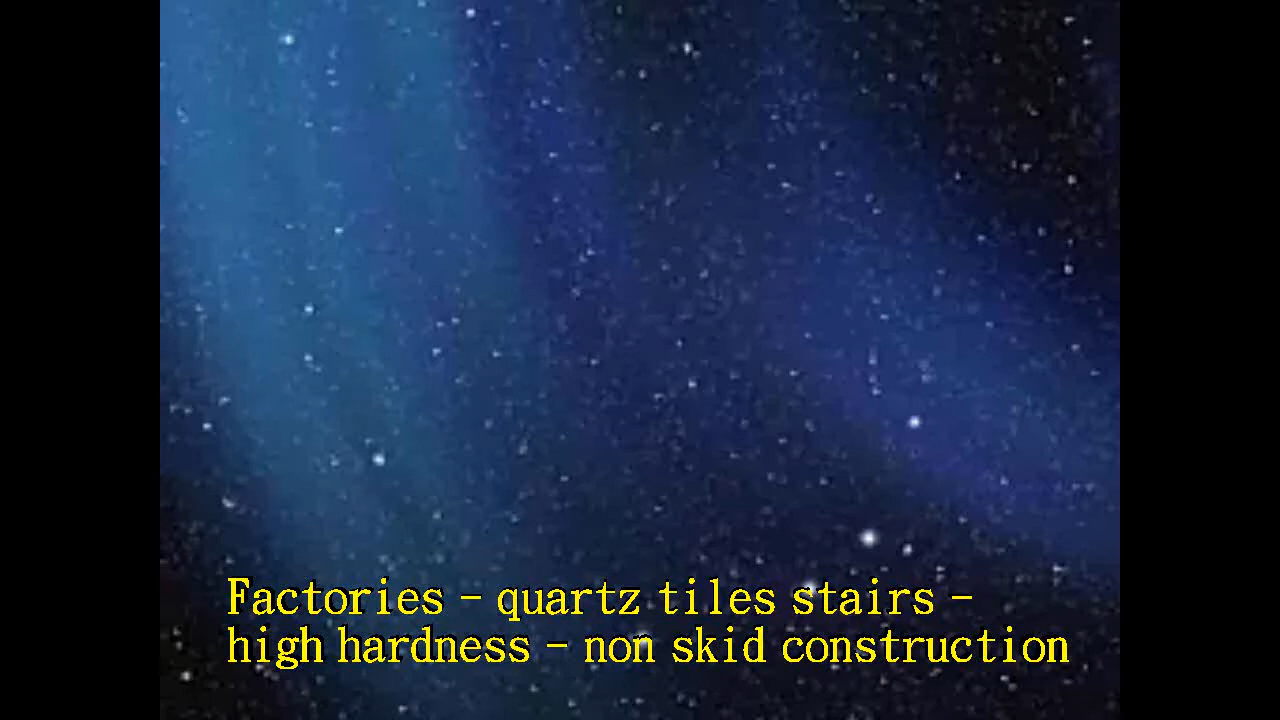 Factories - quartz tiles stairs -
high hardness - non skid construction